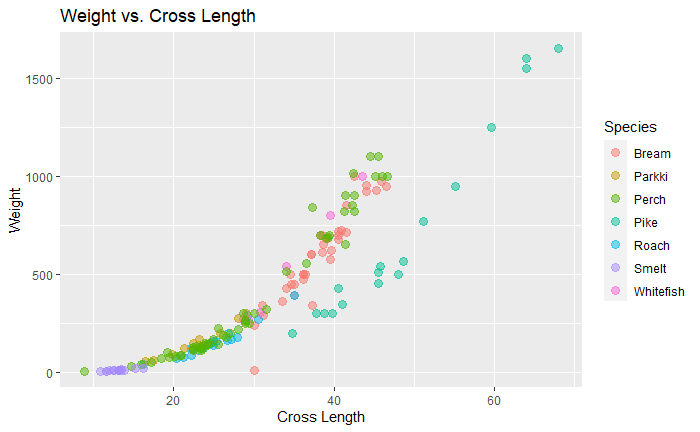 Weight vs. Cross Length
Weight
1500
1000
500
0
20
40
60
Cross Length
Species
Bream
Parkki
Perch
Pike
Roach
Smelt
Whitefish